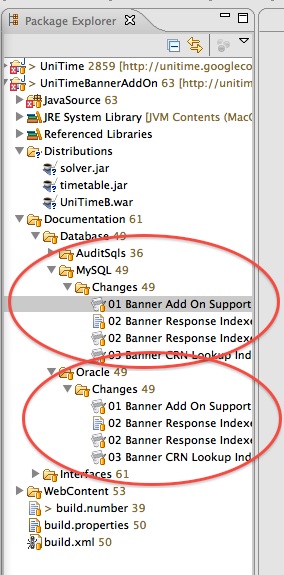 Package Explorer
> UniTime 2859 [http://unitime.googleco
> UniTimeBannerAddOn 63 [http://unitim
JavaSource 63
JRE System Library [JVM Contents (MacO
Referenced Libraries
Distributions
solver.jar
timetable.jar
UniTimeB.war
Documentation 61
Database 49
AuditSqls 36
MySQL 49
Changes 49
01 Banner Add On Support
02 Banner Response Indexe
02 Banner Response Indexe
03 Banner CRN Lookup Ind
Oracle 49
Changes 49
01 Banner Add On Support
02 Banner Response Indexe
02 Banner Response Indexe
03 Banner CRN Lookup Ind
Interfaces 61
WebContent 53
> build.number 39
build.properties 50
build.xml 50